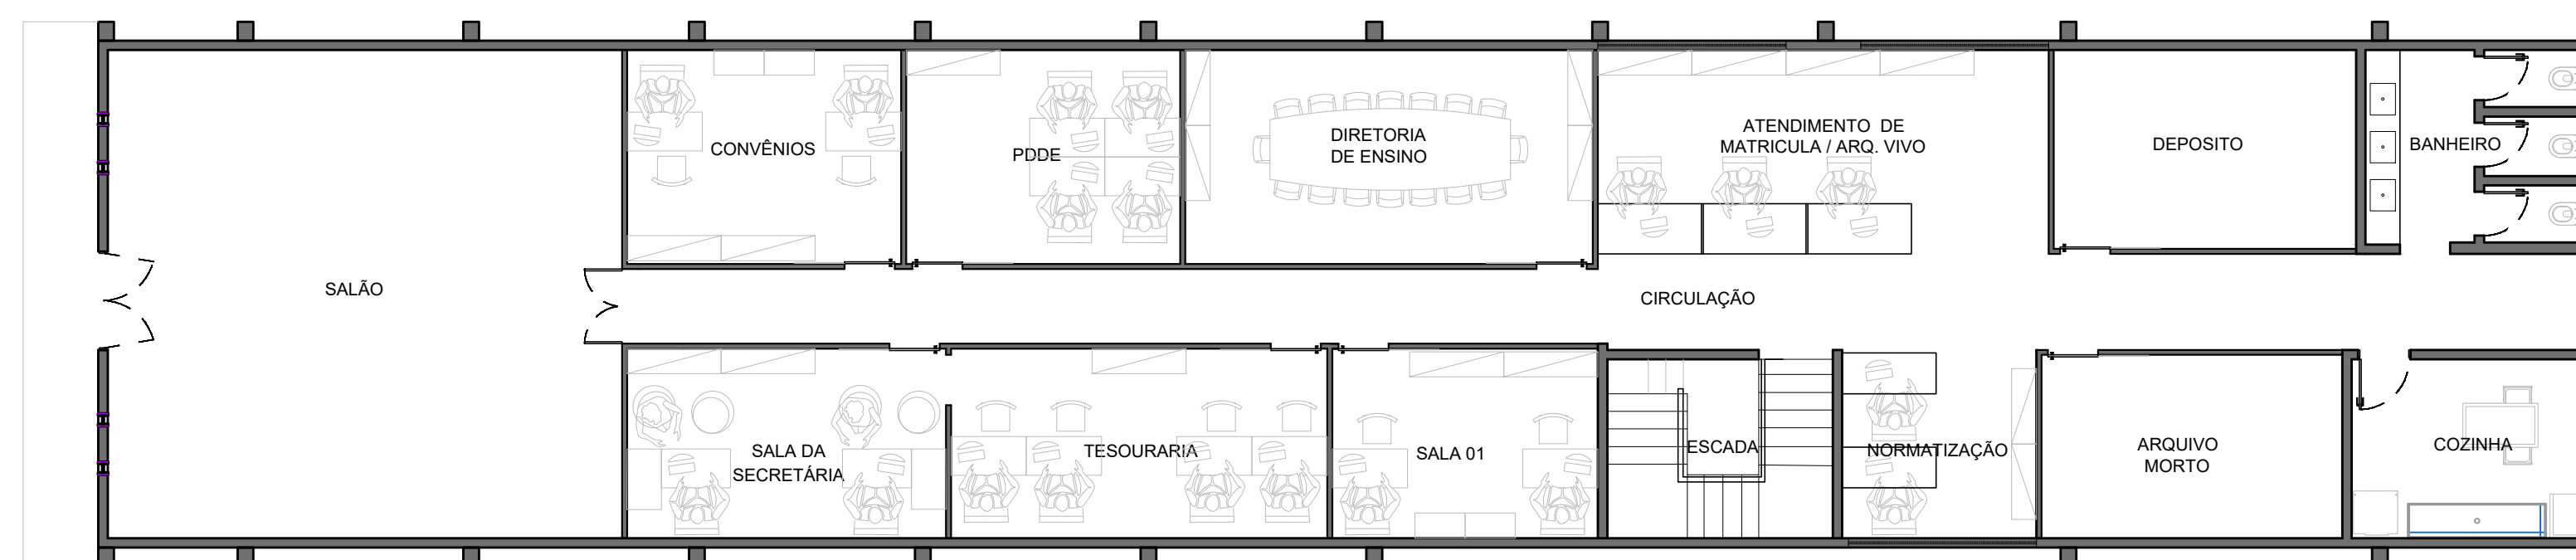 CONVÊNIOS
PDDE
DIRETORIA
DE ENSINO
ATENDIMENTO DE
MATRICULA / ARQ. VIVO
DEPOSITO
BANHEIRO
SALÃO
CIRCULAÇÃO
SALA DA
SECRETÁRIA
TESOURARIA
SALA 01
ESCADA
NORMATIZAÇÃO
ARQUIVO
MORTO
COZINHA